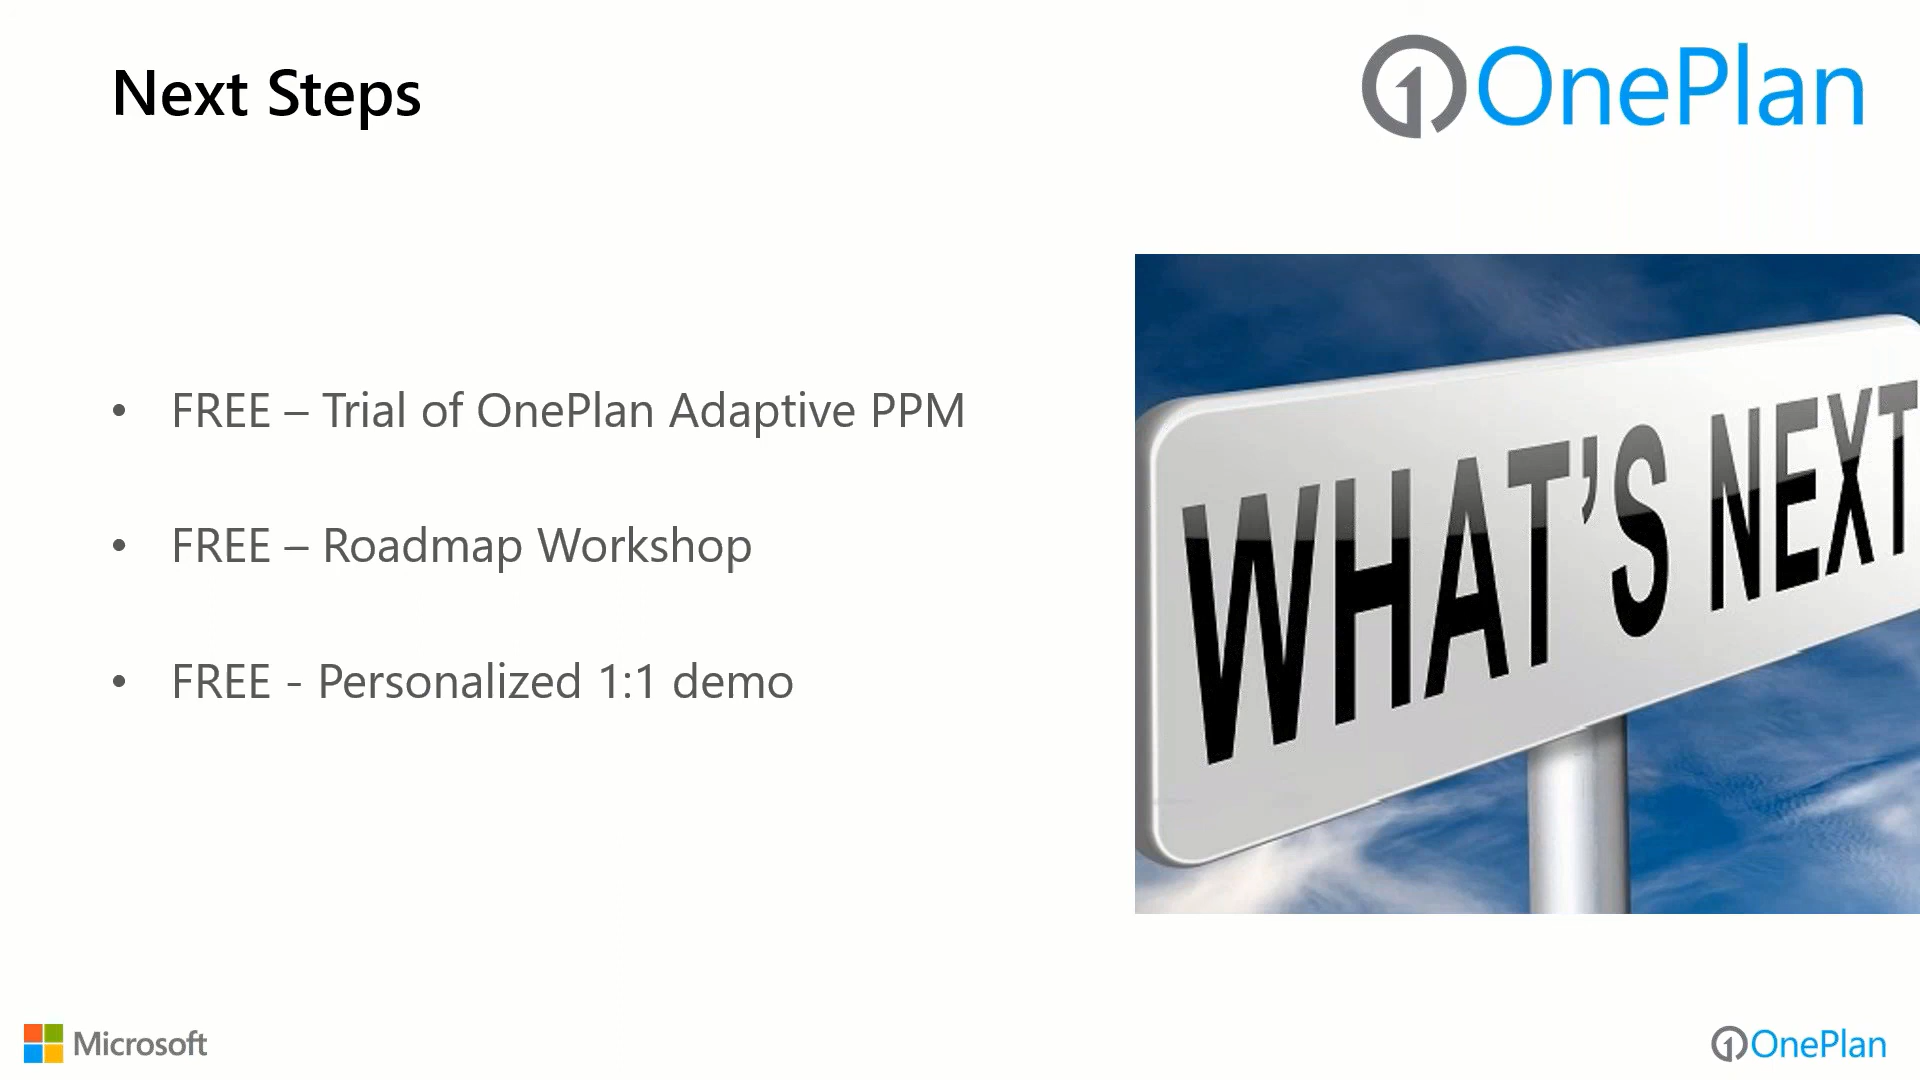 Next Steps
OnePlan
• FREE – Trial of OnePlan Adaptive PPM
• FREE – Roadmap Workshop
• FREE - Personalized 1:1 demo
WHAT'S NEXT
Microsoft
OnePlan